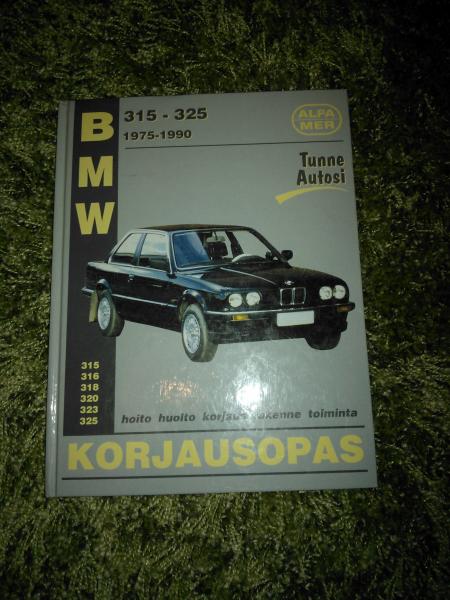 BMW
315 - 325
1975-1990
ALFA
MER
Tunne
Autosi
315
316
318
320
323
325
hoito huolto korjaus rakenne toiminta
KORJAUSOPAS